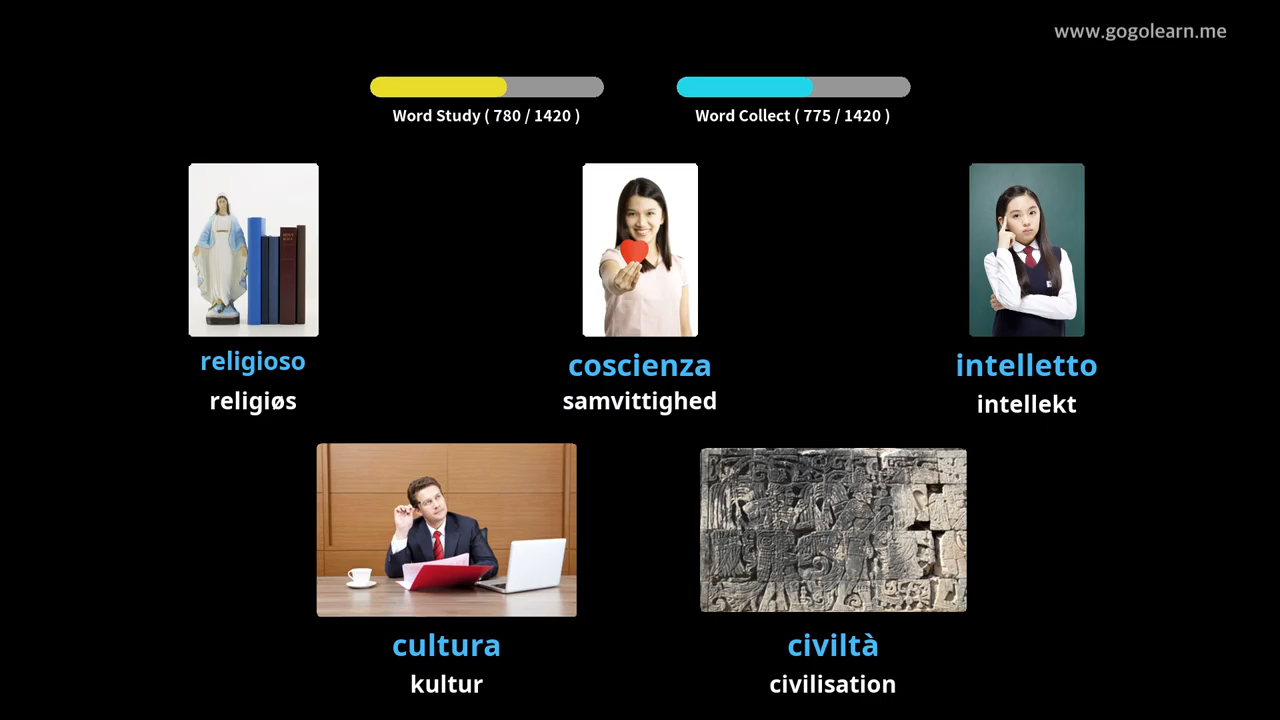 www.gogolearn.me
Word Study ( 780 / 1420 )
Word Collect ( 775 / 1420 )
religioso
religiøs
coscienza
samvittighed
intelletto
intellekt
cultura
kultur
civiltà
civilisation